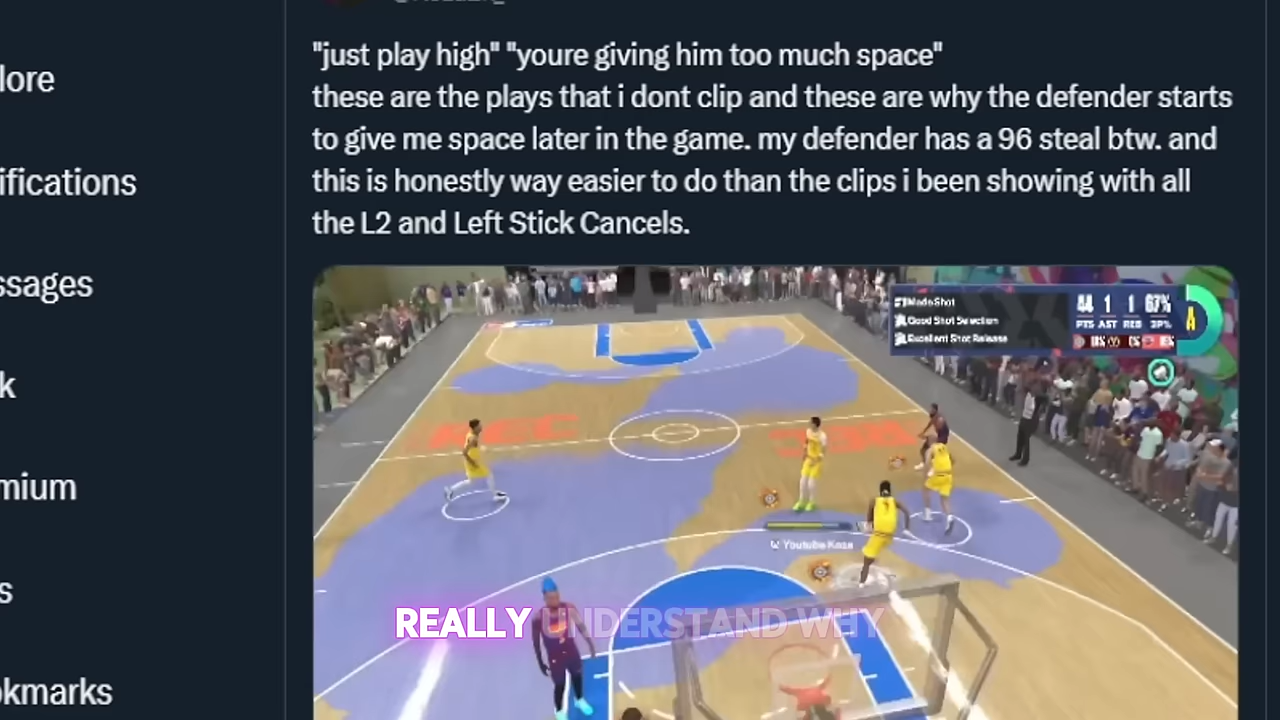 "just play high" "youre giving him too much space"
these are the plays that i dont clip and these are why the defender starts
to give me space later in the game. my defender has a 96 steal btw. and
this is honestly way easier to do than the clips i been showing with all
the L2 and Left Stick Cancels.
lore
ifications
ssages
k
mium
s
okmarks
Made Shot
Good Shot Selection
Excellent Shot Release
44 1 1 67%
PTS AST REB 3P%
A
REC
Youtube Koza
REALLY UNDERSTAND WHY